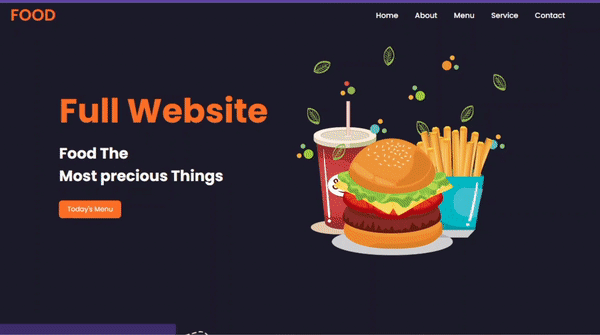 FOOD
Home About Menu Service Contact
Full Website
Food The
Most precious Things
Today's Menu